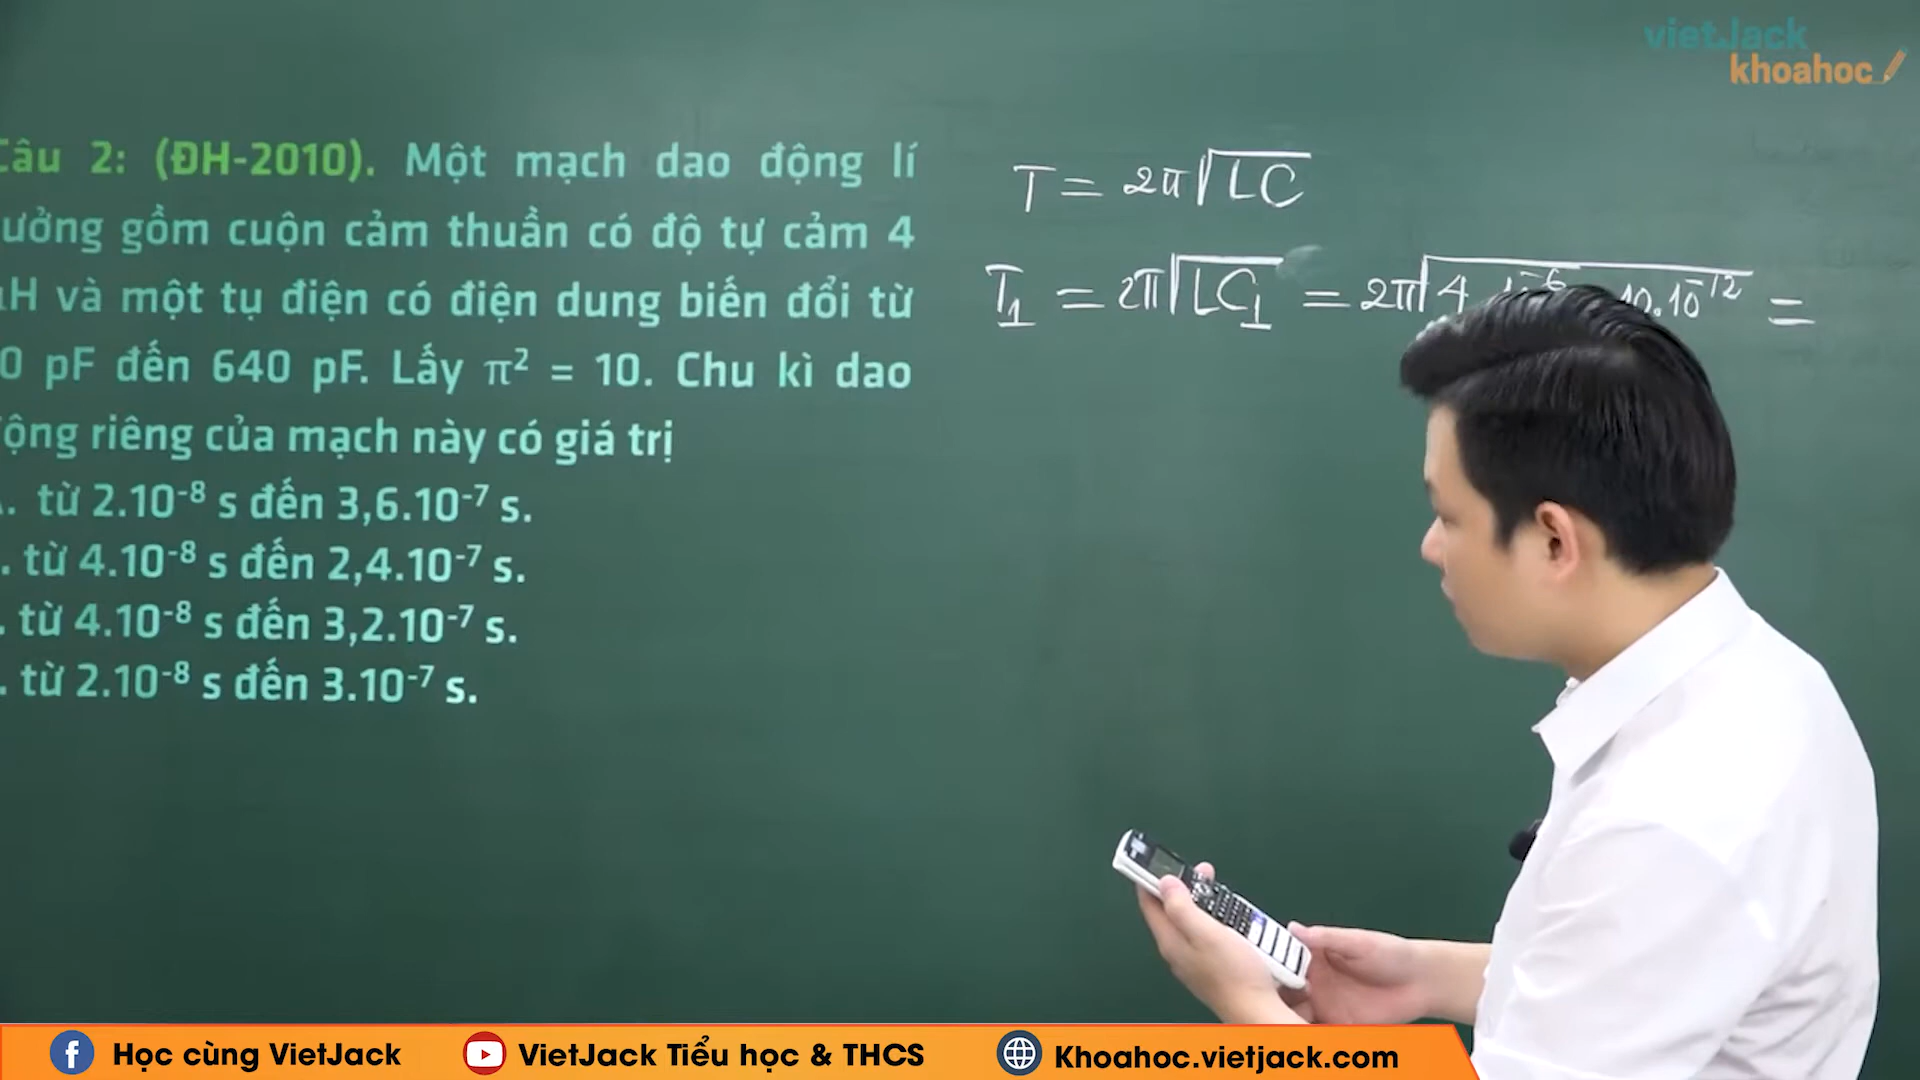 vietJack
khoahoc
Câu 2: (ĐH-2010). Một mạch dao động lí
ưởng gồm cuộn cảm thuần có độ tự cảm 4
H và một tụ điện có điện dung biến đổi từ
0 pF đến 640 pF. Lấy π² = 10. Chu kì dao
ộng riêng của mạch này có giá trị
. từ 2.10⁻⁸ s đến 3,6.10⁻⁷ s.
. từ 4.10⁻⁸ s đến 2,4.10⁻⁷ s.
. từ 4.10⁻⁸ s đến 3,2.10⁻⁷ s.
. từ 2.10⁻⁸ s đến 3.10⁻⁷ s.
T = 2π√LC
T₁ = 2π√LC₁ = 2π√4 10.10⁻¹² =
Học cùng VietJack
VietJack Tiểu học & THCS
Khoahoc.vietjack.com